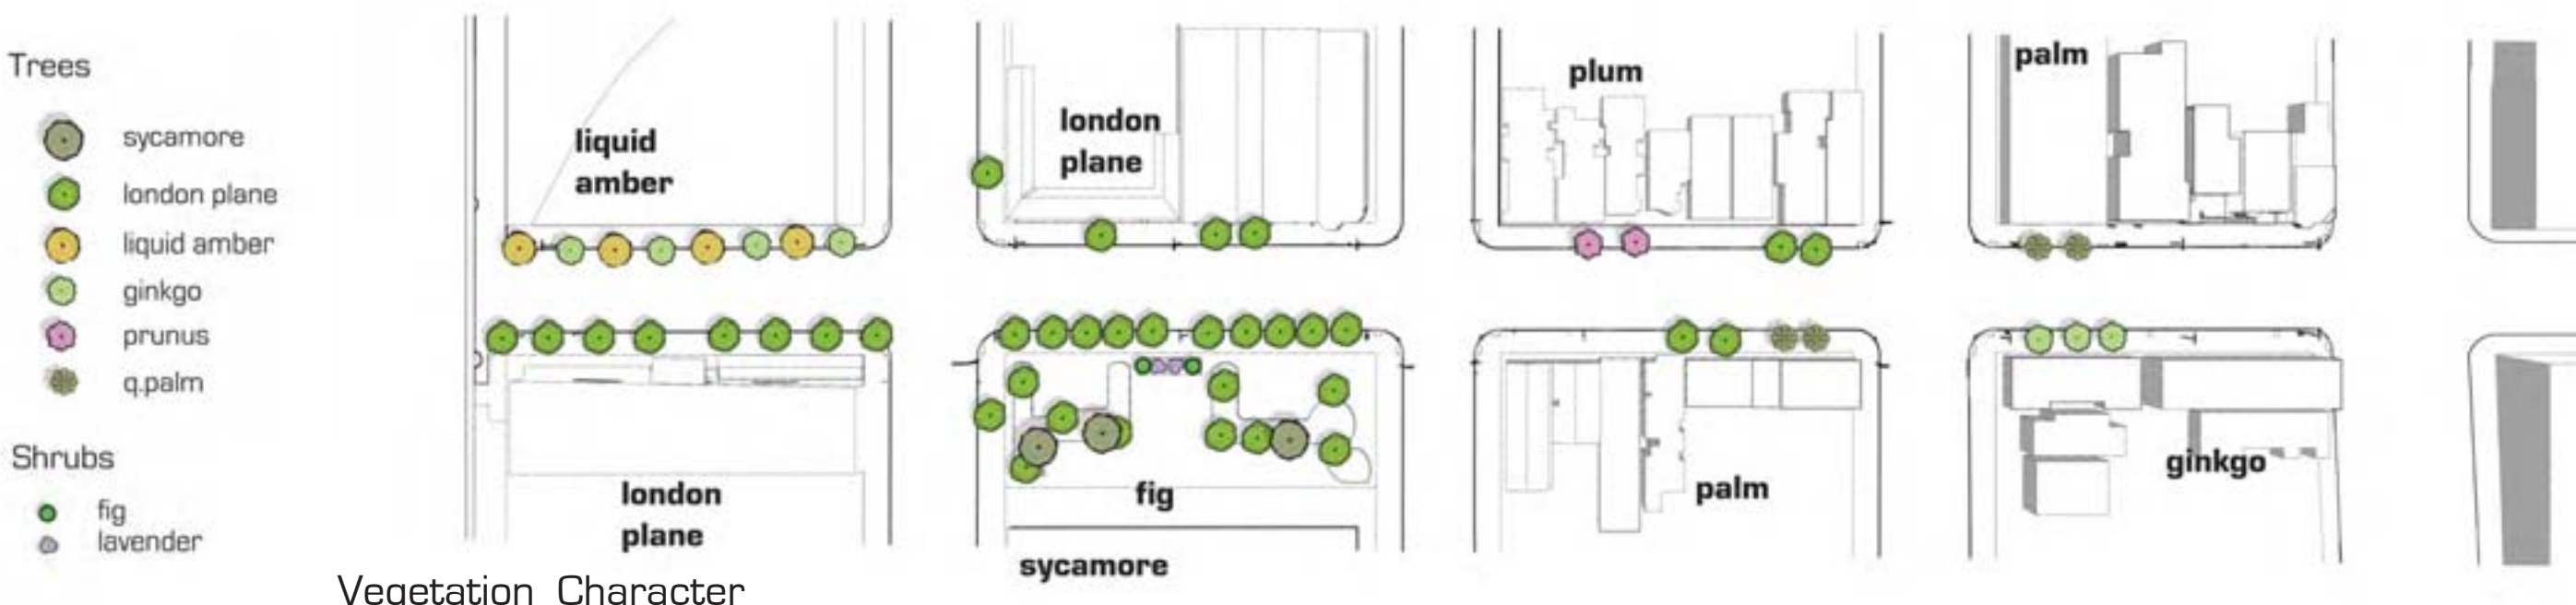 Trees
sycamore
london plane
liquid amber
ginkgo
prunus
q.palm
Shrubs
fig
lavender
liquid
amber
london
plane
plum
palm
london
plane
fig
sycamore
palm
ginkgo
Vegetation Character